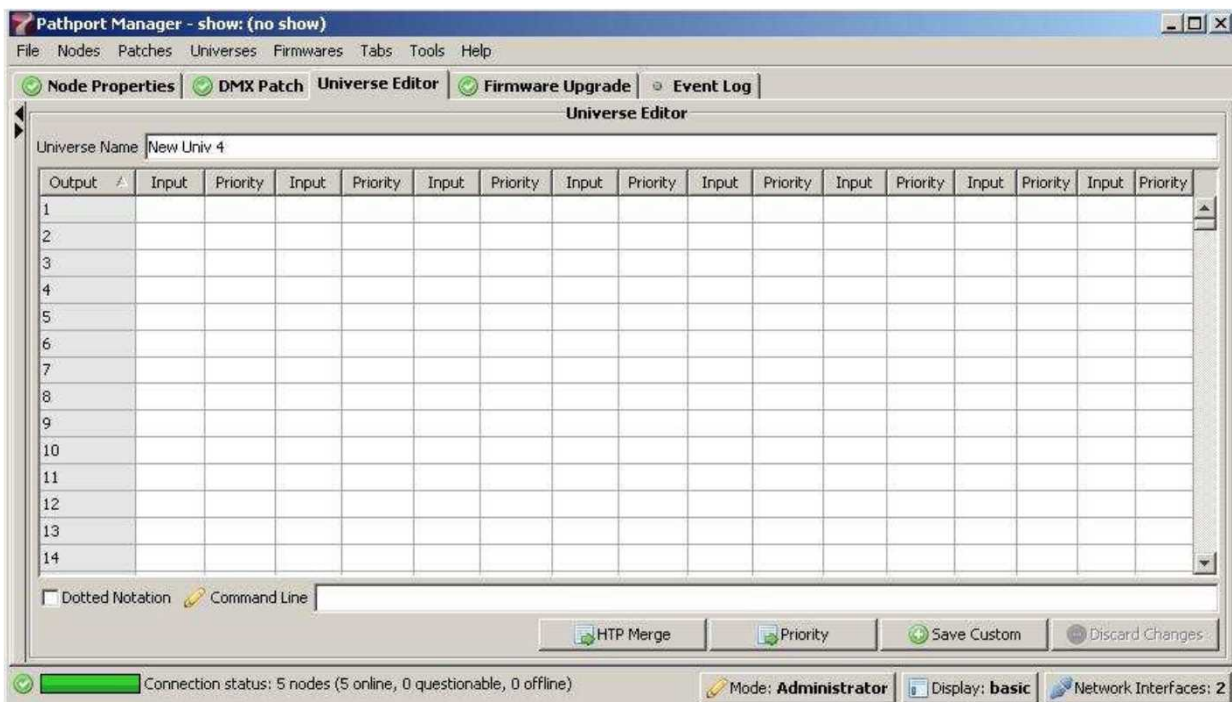 Pathport Manager - show: (no show)
File Nodes Patches Universes Firmwares Tabs Tools Help
Node Properties DMX Patch Universe Editor Firmware Upgrade Event Log
Universe Editor
Universe Name New Univ 4
Output Input Priority Input Priority Input Priority Input Priority Input Priority Input Priority Input Priority Input Priority
1
2
3
4
5
6
7
8
9
10
11
12
13
14
Dotted Notation Command Line
HTP Merge Priority Save Custom Discard Changes
Connection status: 5 nodes (5 online, 0 questionable, 0 offline) Mode: Administrator Display: basic Network Interfaces: 2